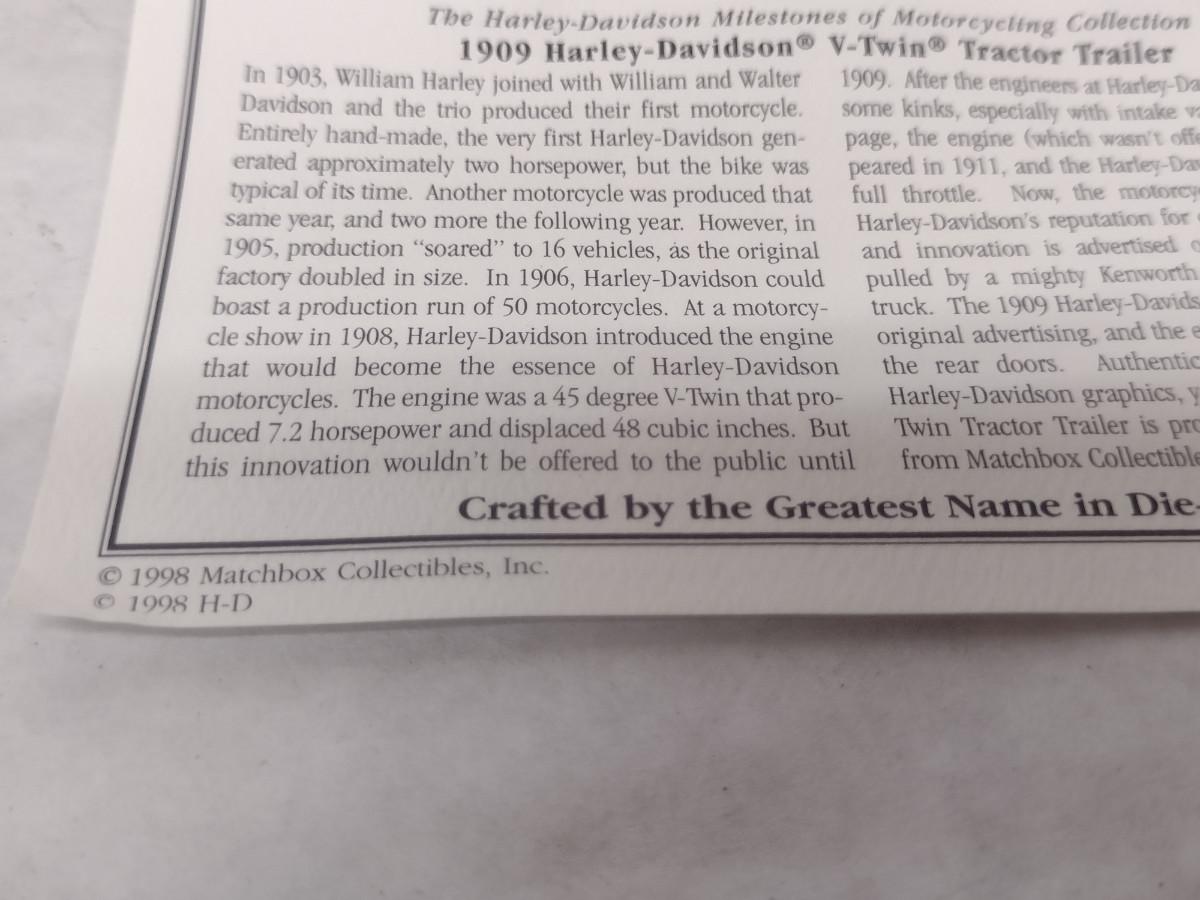 The Harley-Davidson Milestones of Motorcycling Collection
1909 Harley-Davidson® V-Twin® Tractor Trailer
In 1903, William Harley joined with William and Walter
Davidson and the trio produced their first motorcycle.
Entirely hand-made, the very first Harley-Davidson gen-
erated approximately two horsepower, but the bike was
typical of its time. Another motorcycle was produced that
same year, and two more the following year. However, in
1905, production “soared” to 16 vehicles, as the original
factory doubled in size. In 1906, Harley-Davidson could
boast a production run of 50 motorcycles. At a motorcy-
cle show in 1908, Harley-Davidson introduced the engine
that would become the essence of Harley-Davidson
motorcycles. The engine was a 45 degree V-Twin that pro-
duced 7.2 horsepower and displaced 48 cubic inches. But
this innovation wouldn't be offered to the public until
1909. After the engineers at Harley-Da
some kinks, especially with intake
page, the engine (which wasn't
peared in 1911, and the Harley-Da
full throttle. Now, the motorcy
Harley-Davidson's reputation for
and innovation is advertised
pulled by a mighty Kenworth
truck. The 1909 Harley-Davids
original advertising, and the
the rear doors. Authentic
Harley-Davidson graphics, y
Twin Tractor Trailer is pro
from Matchbox Collectible
Crafted by the Greatest Name in Die-
© 1998 Matchbox Collectibles, Inc.
© 1998 H-D